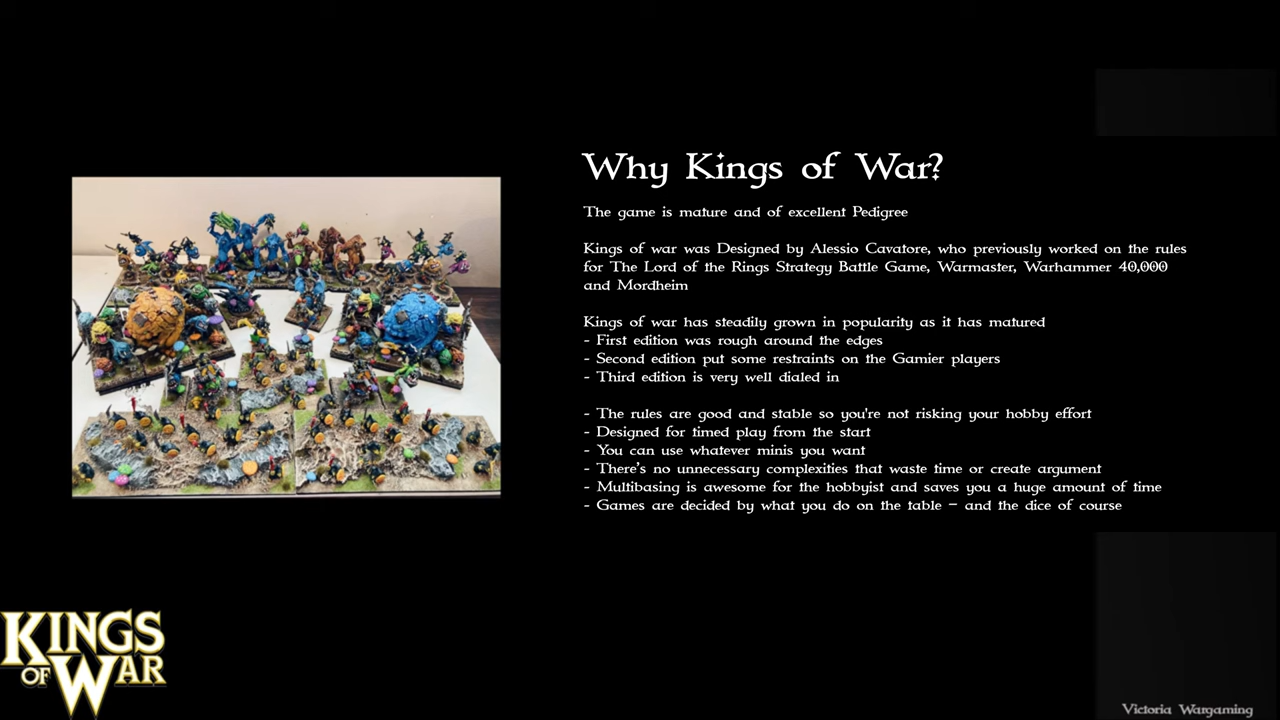 Why Kings of War?
The game is mature and of excellent Pedigree
Kings of war was Designed by Alessio Cavatore, who previously worked on the rules
for The Lord of the Rings Strategy Battle Game, Warmaster, Warhammer 40,000
and Mordheim
Kings of war has steadily grown in popularity as it has matured
- First edition was rough around the edges
- Second edition put some restraints on the Gamier players
- Third edition is very well dialed in
- The rules are good and stable so you're not risking your hobby effort
- Designed for timed play from the start
- You can use whatever minis you want
- There's no unnecessary complexities that waste time or create argument
- Multibasing is awesome for the hobbyist and saves you a huge amount of time
- Games are decided by what you do on the table – and the dice of course
KINGS
OF WAR
Victoria Wargaming